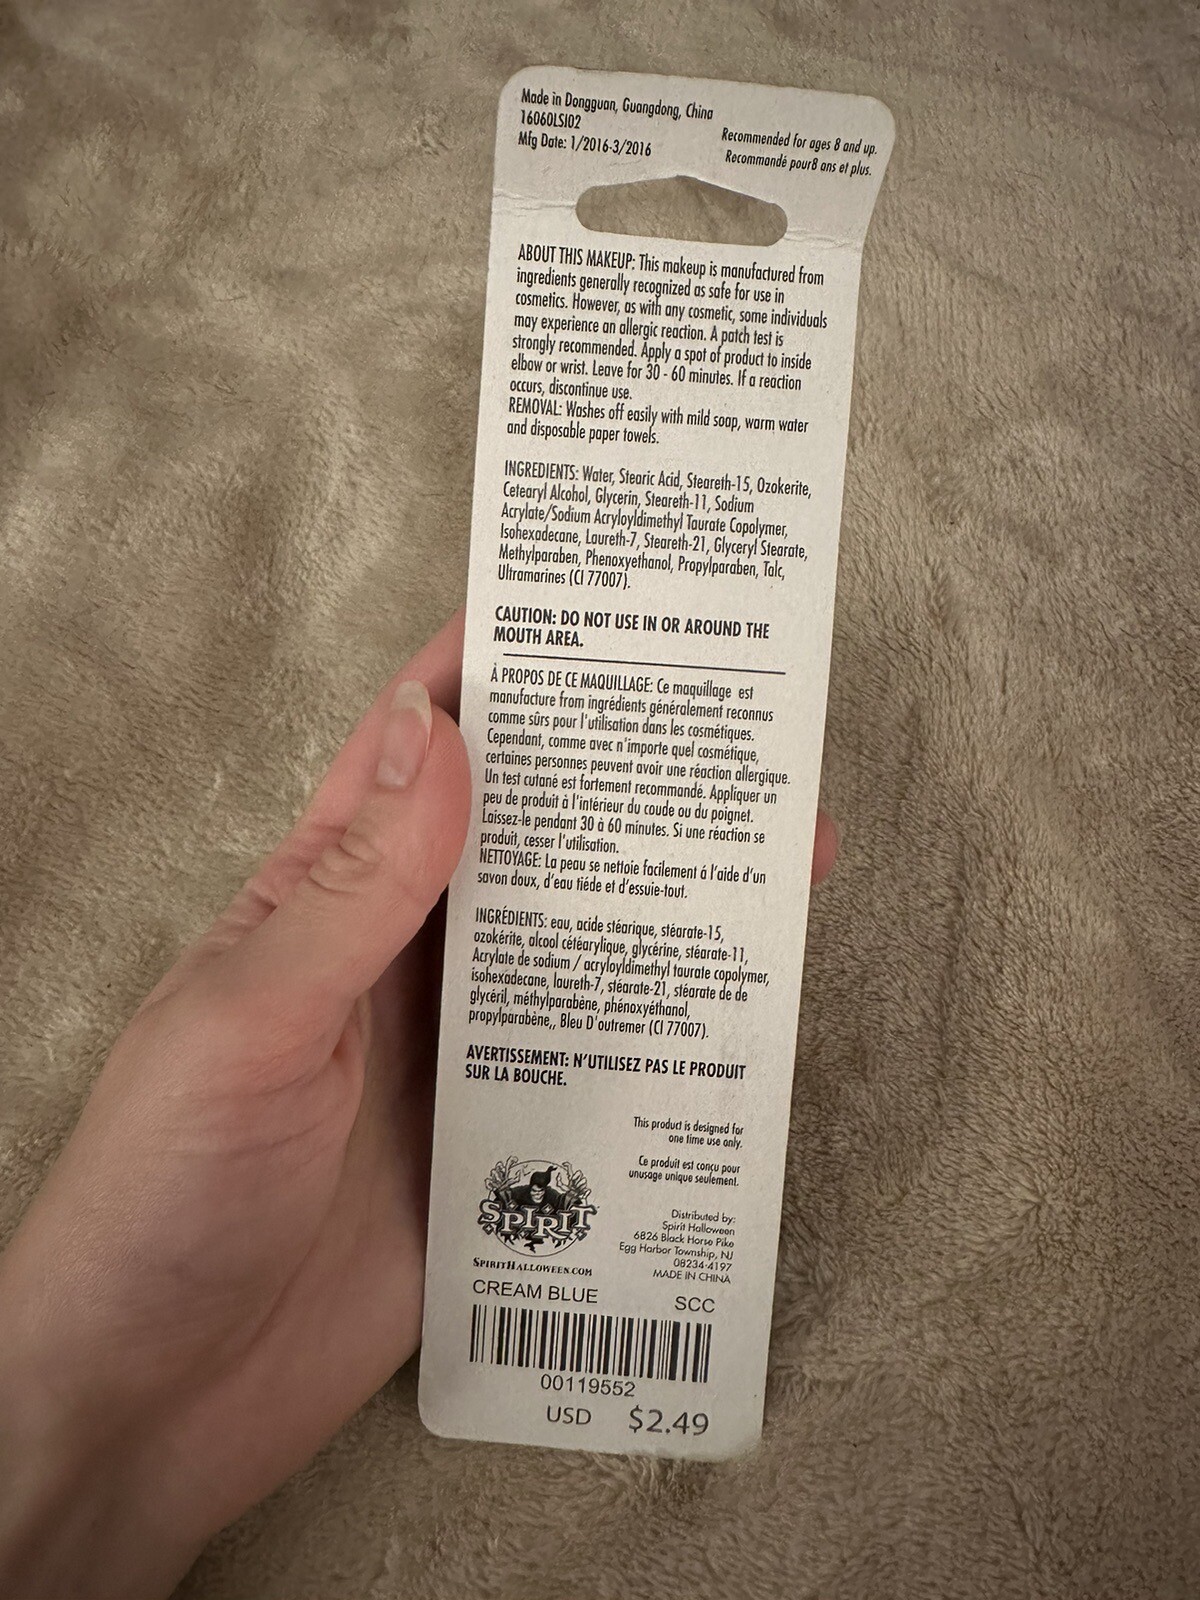 Made in Dongguan, Guangdong, China
16060LSI02
Mfg Date: 1/2016-3/2016
Recommended for ages 8 and up.
Recommandé pour8 ans et plus.
ABOUT THIS MAKEUP: This makeup is manufactured from
ingredients generally recognized as safe for use in
cosmetics. However, as with any cosmetic, some individuals
may experience an allergic reaction. A patch test is
strongly recommended. Apply a spot of product to inside
elbow or wrist. Leave for 30 - 60 minutes. If a reaction
occurs, discontinue use.
REMOVAL: Washes off easily with mild soap, warm water
and disposable paper towels.
INGREDIENTS: Water, Stearic Acid, Steareth-15, Ozokerite,
Cetearyl Alcohol, Glycerin, Steareth-11, Sodium
Acrylate/Sodium Acryloyldimethyl Taurate Copolymer,
Isohexadecane, Laureth-7, Steareth-21, Glyceryl Stearate,
Methylparaben, Phenoxyethanol, Propylparaben, Talc,
Ultramarines (CI 77007).
CAUTION: DO NOT USE IN OR AROUND THE
MOUTH AREA.
À PROPOS DE CE MAQUILLAGE: Ce maquillage est
manufacture from ingrédients généralement reconnus
comme sûrs pour l'utilisation dans les cosmétiques.
Cependant, comme avec n'importe quel cosmétique,
certaines personnes peuvent avoir une réaction allergique.
Un test cutané est fortement recommandé. Appliquer un
peu de produit à l'intérieur du coude ou du poignet.
Laissez-le pendant 30 à 60 minutes. Si une réaction se
produit, cesser l'utilisation.
NETTOYAGE: La peau se nettoie facilement á l'aide d'un
savon doux, d'eau tiéde et d'essuie-tout.
INGRÉDIENTS: eau, acide stéarique, stéarate-15,
ozokérite, alcool cétéarylique, glycérine, stéarate-11,
Acrylate de sodium / acryloyldimethyl taurate copolymer,
isohexadecane, laureth-7, stéarate-21, stéarate de de
glycéril, méthylparabène, phénoxyéthanol,
propylparabène,, Bleu D'outremer (CI 77007).
AVERTISSEMENT: N'UTILISEZ PAS LE PRODUIT
SUR LA BOUCHE.
This product is designed for
one time use only.
Ce produit est conçu pour
unusage unique seulement.
SPIRIT
SPIRITHALLOWEEN.COM
Distributed by:
Spirit Halloween
6826 Black Horse Pike
Egg Harbor Township, NJ
08234-4197
MADE IN CHINA
CREAM BLUE SCC
00119552
USD $2.49